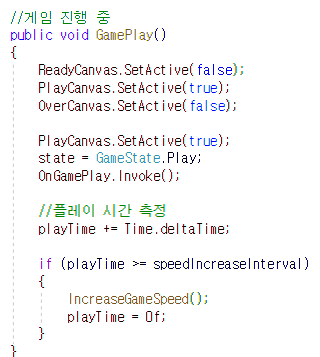 //게임 진행 중
public void GamePlay()
{
ReadyCanvas.SetActive(false);
PlayCanvas.SetActive(true);
OverCanvas.SetActive(false);
PlayCanvas.SetActive(true);
state = GameState.Play;
OnGamePlay.Invoke();
//플레이 시간 측정
playTime += Time.deltaTime;
if (playTime >= speedIncreaseInterval)
{
IncreaseGameSpeed();
playTime = 0f;
}
}